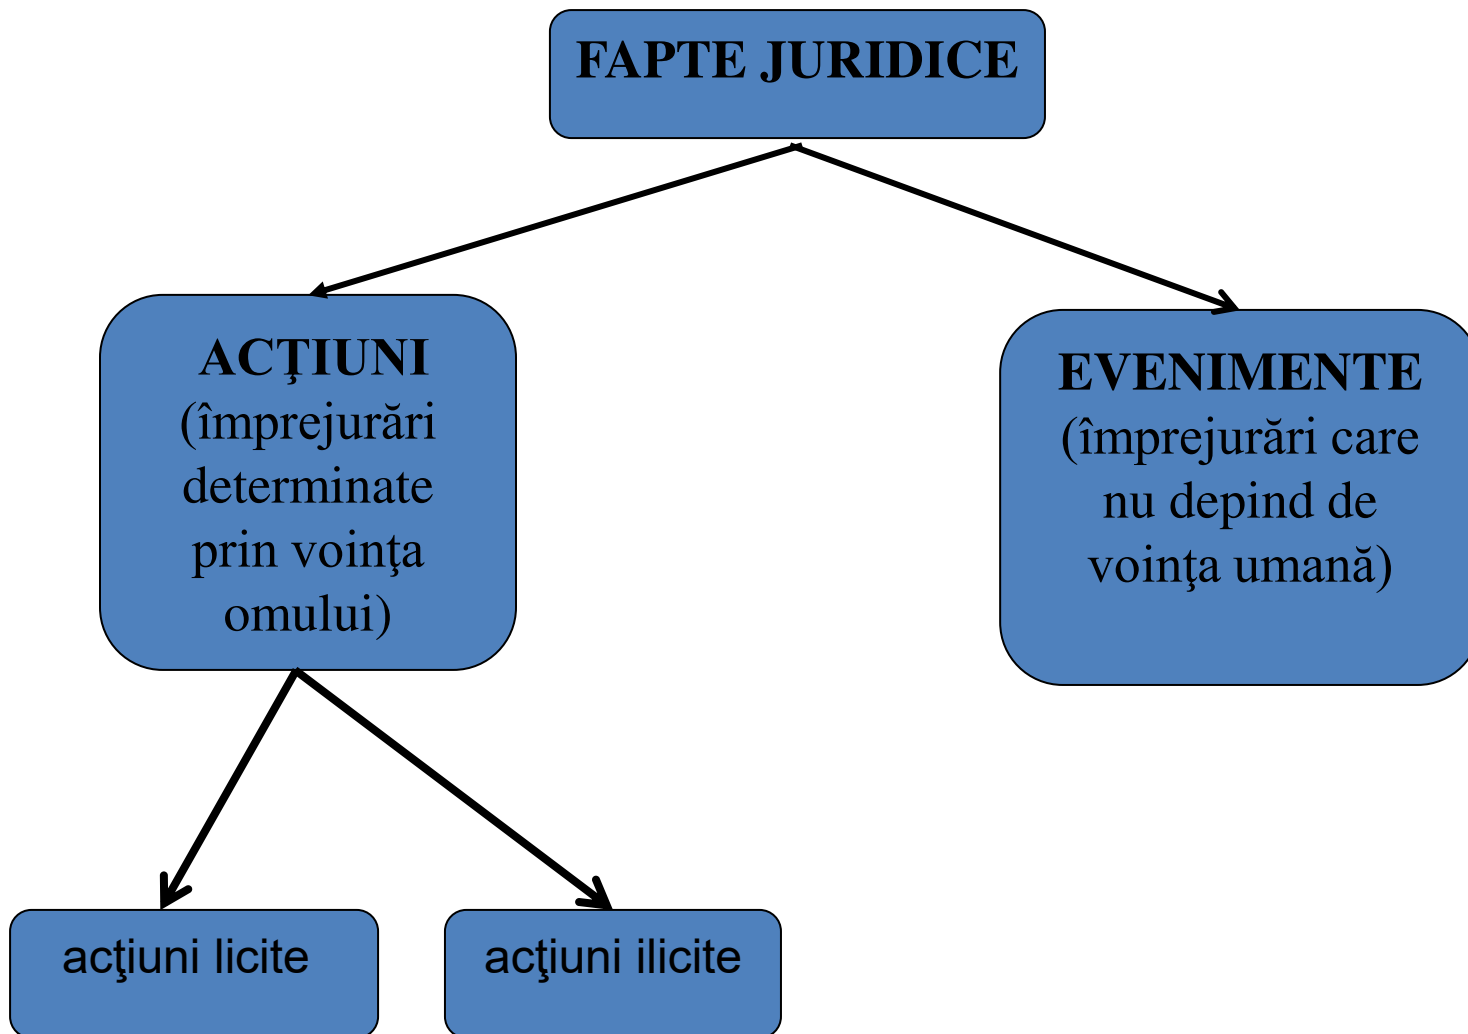 FAPTE JURIDICE
ACŢIUNI
(împrejurări
determinate
prin voinţa
omului)
EVENIMENTE
(împrejurări care
nu depind de
voinţa umană)
acţiuni licite
acţiuni ilicite